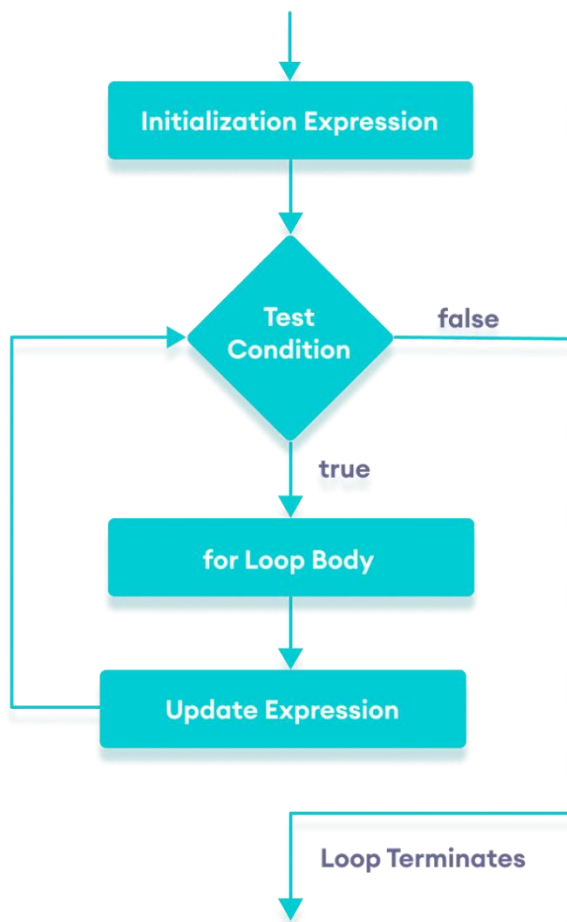 Initialization Expression
Test
Condition
false
true
for Loop Body
Update Expression
Loop Terminates